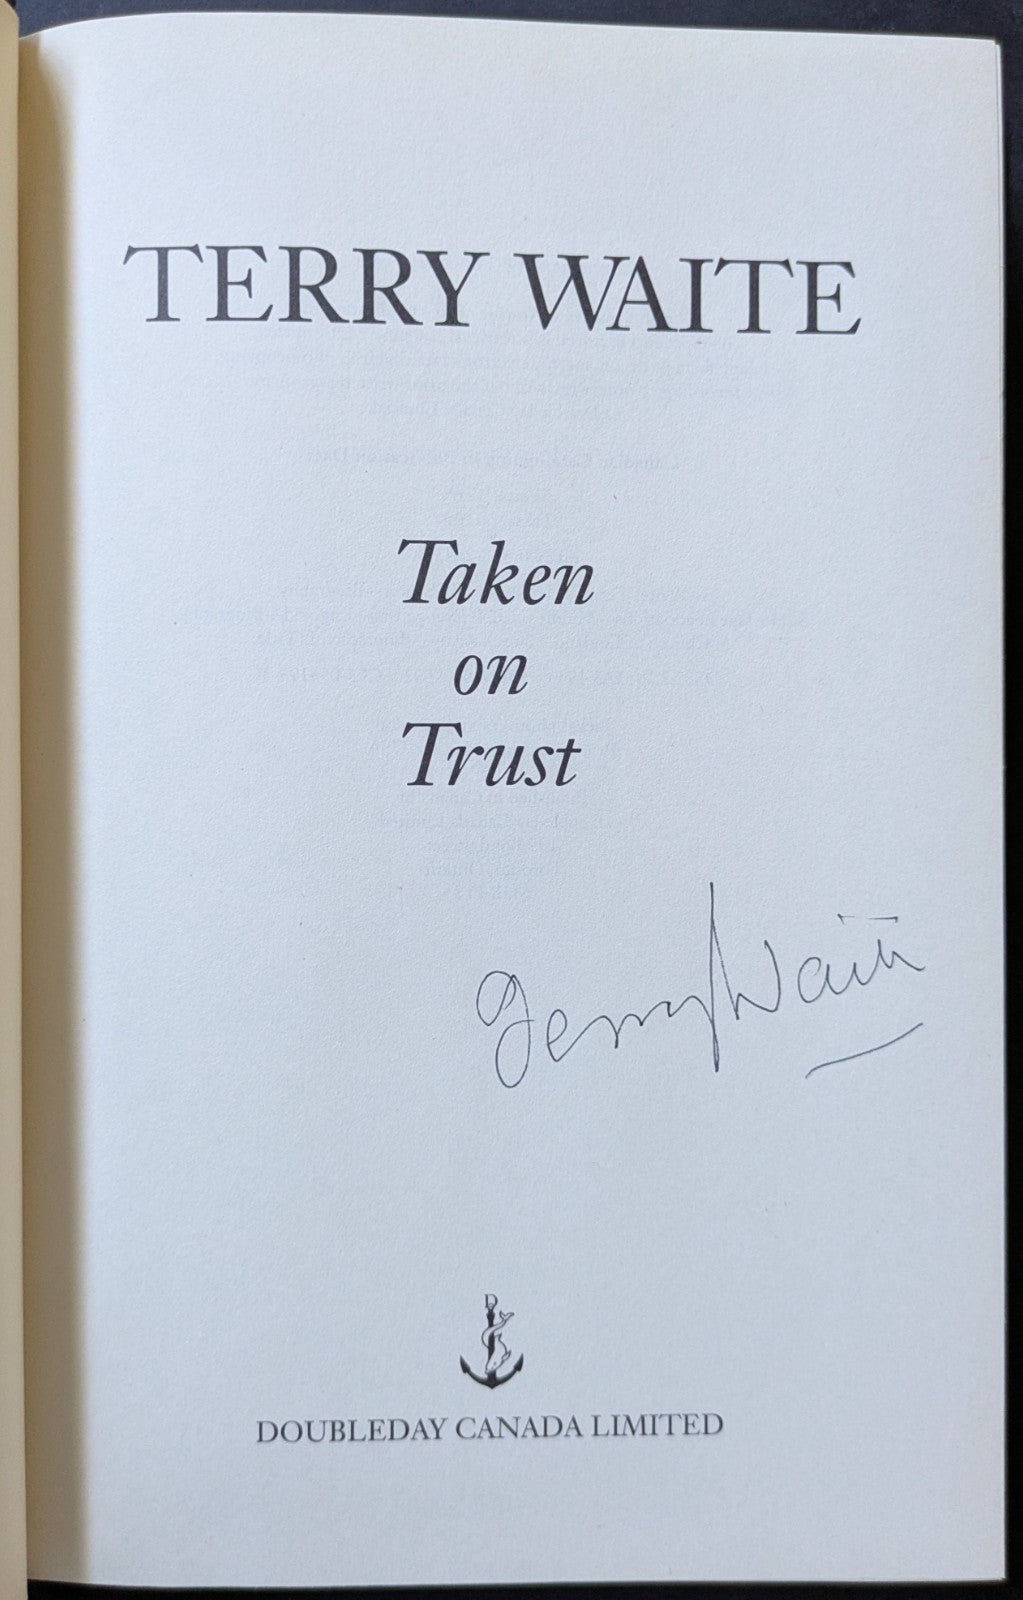 TERRY WAITE
Taken
on
Trust
Terry Waite
D
DOUBLEDAY CANADA LIMITED